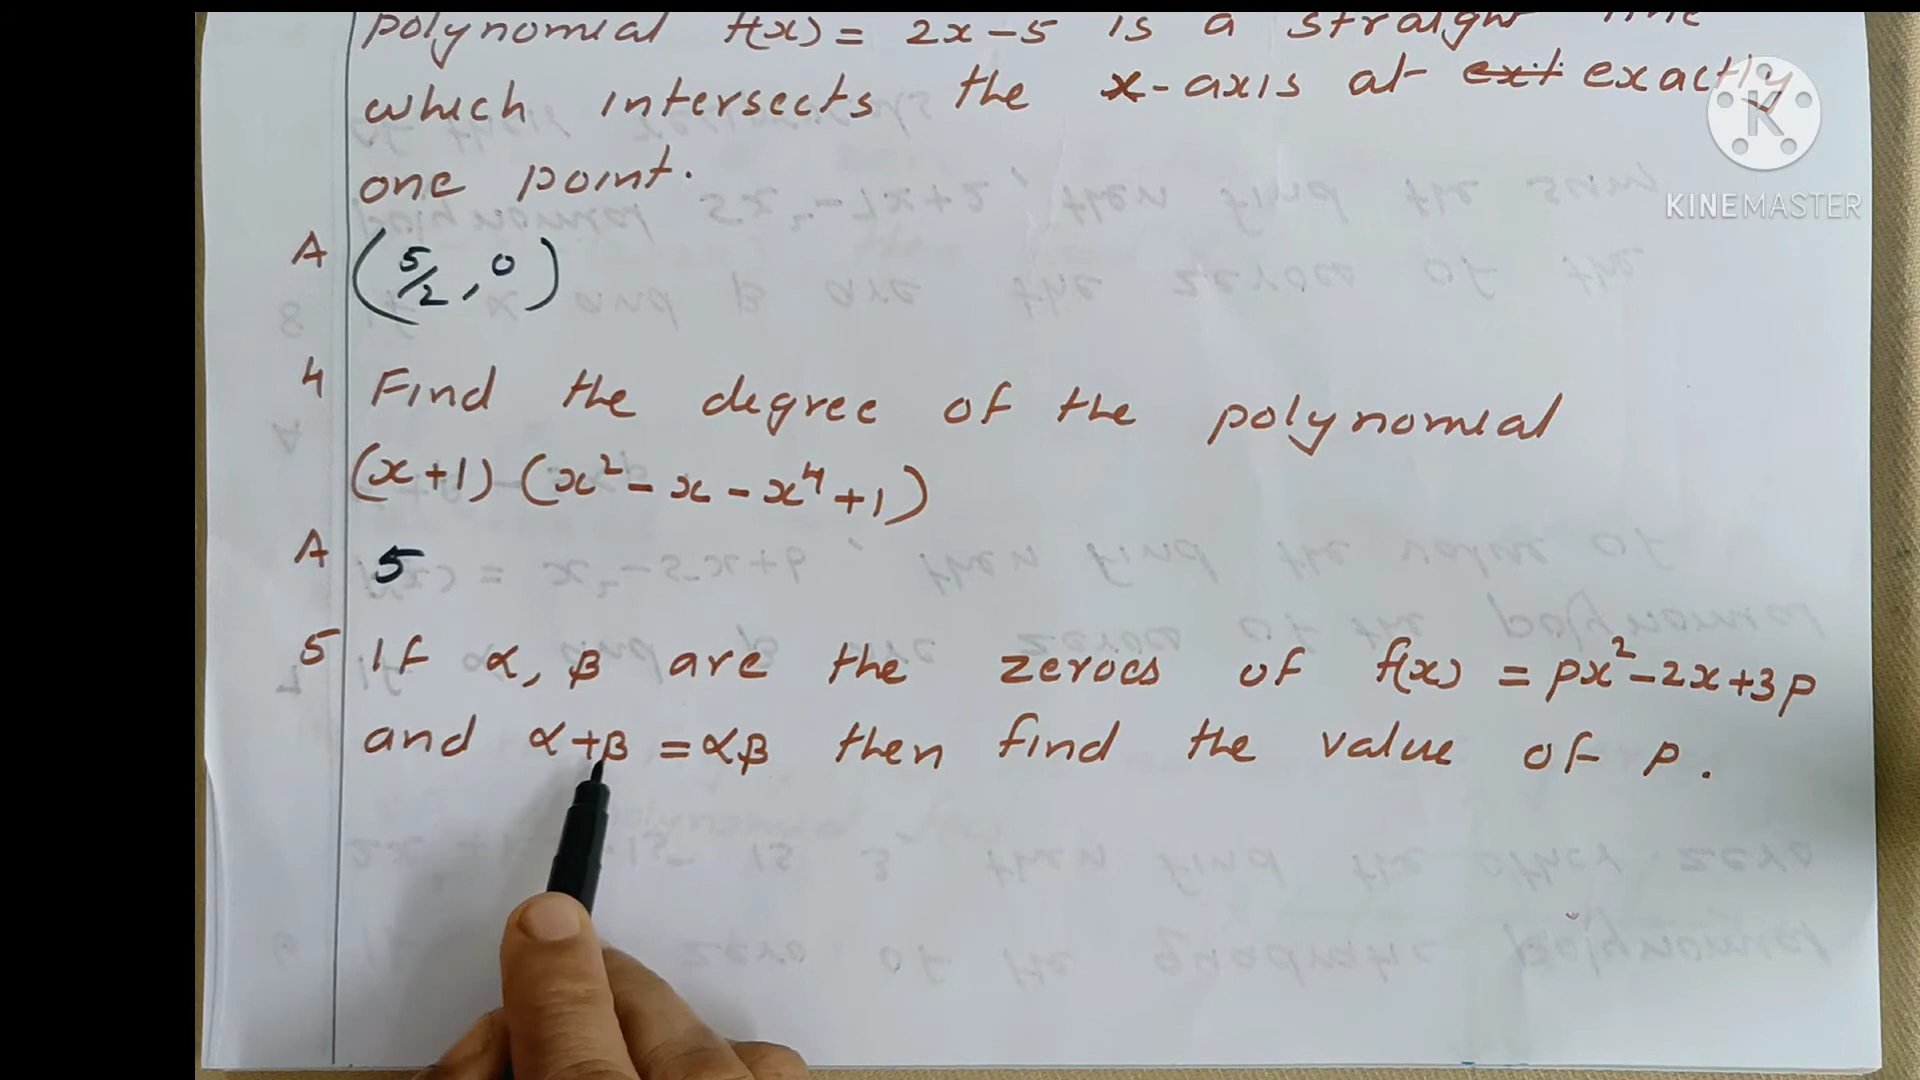 polynomial f(x) = 2x-5 is a straight line
which intersects the x-axis at ext exactly
one point.
A (5/2, 0)
4 Find the degree of the polynomial
(x+1) (x² - x - x⁴ + 1)
A 5
5 If α, β are the zeroes of f(x) = px² - 2x + 3p
and α+β = αβ then find the value of p.
KINEMASTER